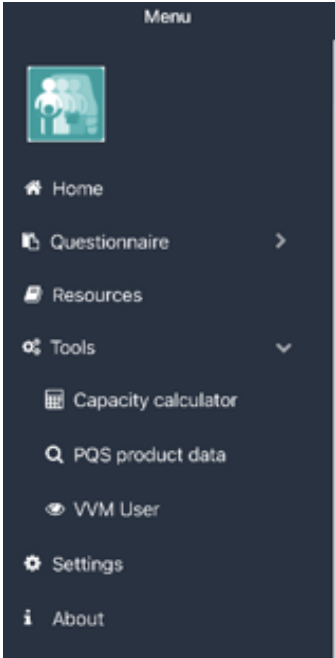 Menu
Home
Questionnaire
Resources
Tools
Capacity calculator
PQS product data
VVM User
Settings
About